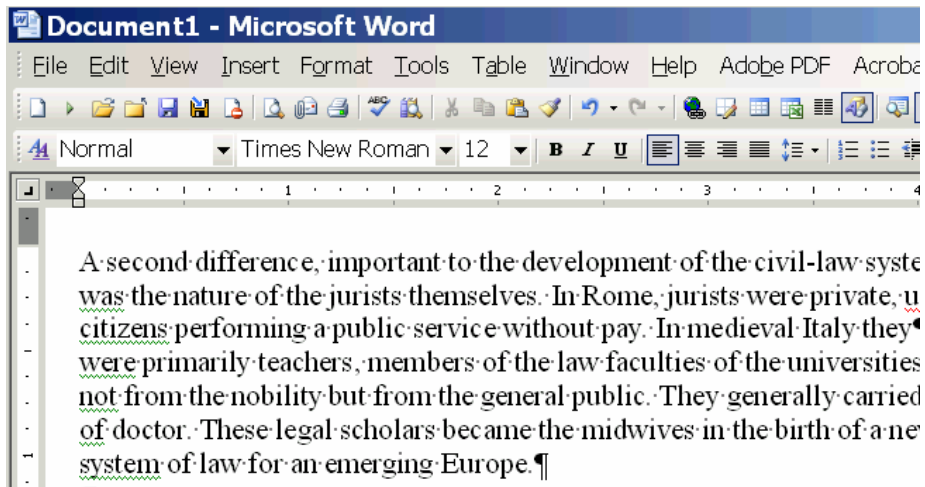 Document1 - Microsoft Word
File Edit View Insert Format Tools Table Window Help Adobe PDF
Normal Times New Roman 12 B I U
1 2 3 4
A second difference, important to the development of the civil-law
was the nature of the jurists themselves. In Rome, jurists were private,
citizens performing a public service without pay. In medieval Italy they¶
were primarily teachers, members of the law faculties of the universities
not from the nobility but from the general public. They generally carried
of doctor. These legal scholars became the midwives in the birth of a
system of law for an emerging Europe.¶